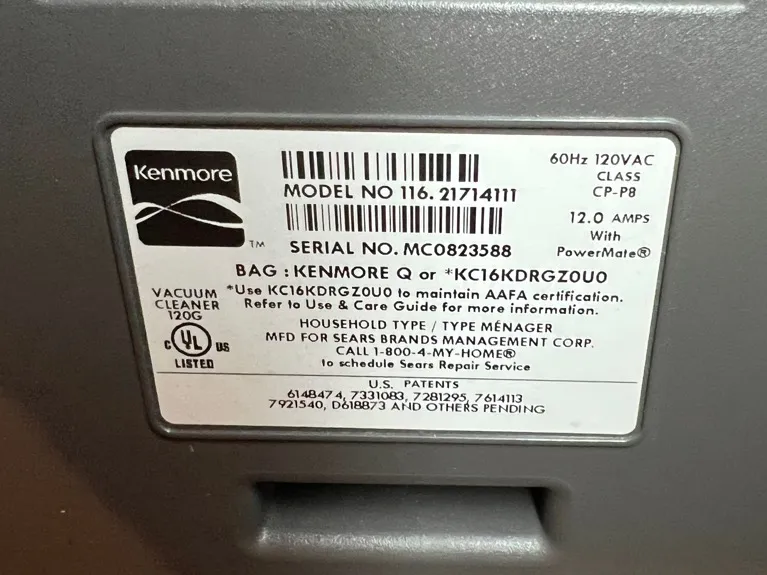 Kenmore
TM
MODEL NO 116. 21714111
SERIAL NO. MC0823588
60Hz 120VAC
CLASS
CP-P8
12.0 AMPS
With
PowerMate®
BAG : KENMORE Q or *KC16KDRGZ0U0
*Use KC16KDRGZ0U0 to maintain AAFA certification.
Refer to Use & Care Guide for more information.
VACUUM
CLEANER
120G
C UL US
LISTED
HOUSEHOLD TYPE / TYPE MÉNAGER
MFD FOR SEARS BRANDS MANAGEMENT CORP.
CALL 1-800-4-MY-HOME®
to schedule Sears Repair Service
U.S. PATENTS
6148474, 7331083, 7281295, 7614113
7921540, D618873 AND OTHERS PENDING